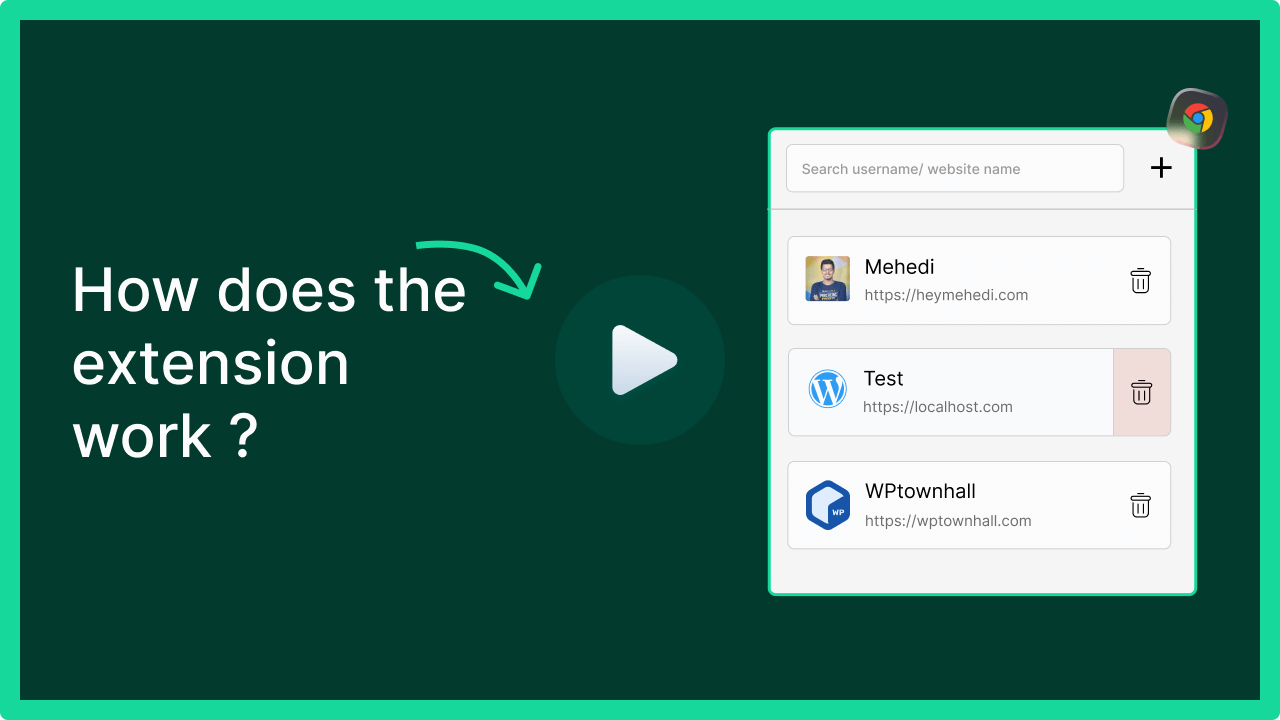 How does the
extension
work ?
Search username/ website name
Mehedi
https://heymehedi.com
Test
https://localhost.com
WPtownhall
https://wptownhall.com
WP